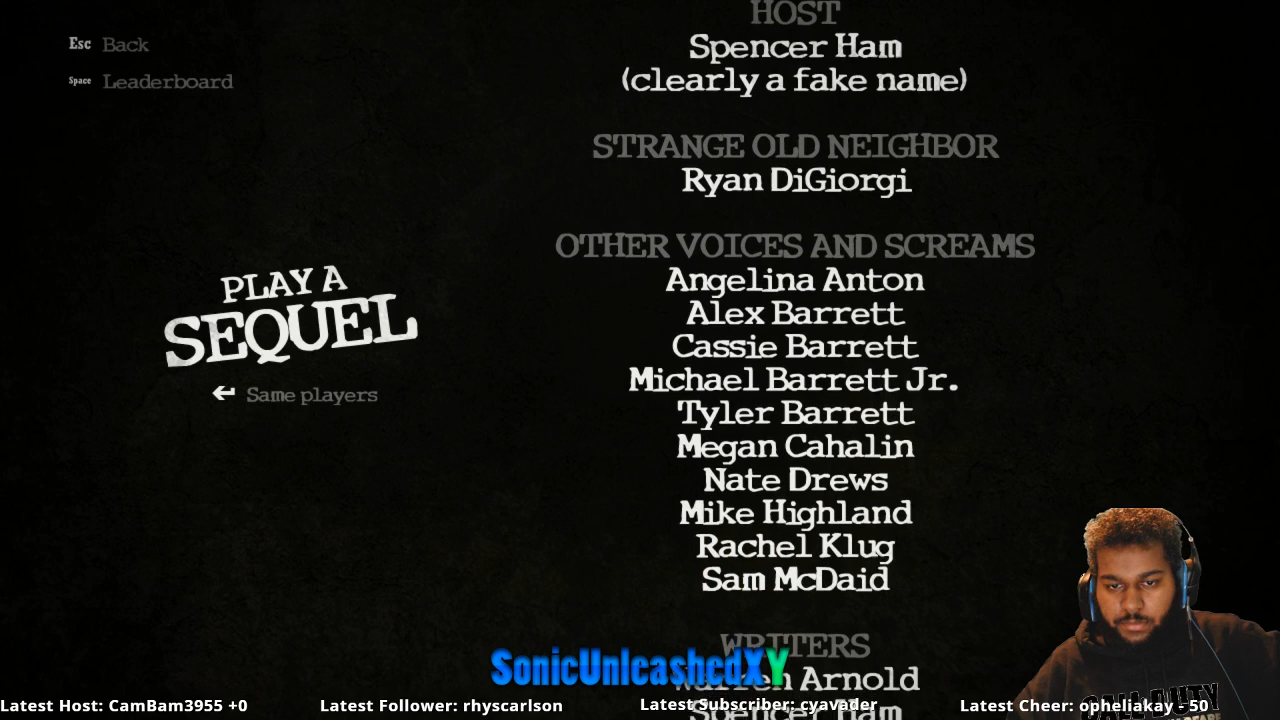 Esc Back
Space Leaderboard
PLAY A
SEQUEL
Same players
HOST
Spencer Ham
(clearly a fake name)
STRANGE OLD NEIGHBOR
Ryan DiGiorgi
OTHER VOICES AND SCREAMS
Angelina Anton
Alex Barrett
Cassie Barrett
Michael Barrett Jr.
Tyler Barrett
Megan Cahalin
Nate Drews
Mike Highland
Rachel Klug
Sam McDaid
WRITERS
SonicUnleashedXY
Warren Arnold
Spencer Ham
CALL OF DUTY
Latest Host: CamBam3955 +0
Latest Follower: rhyscarlson
Latest Subscriber: cyavader
Latest Cheer: opheliakay - 50